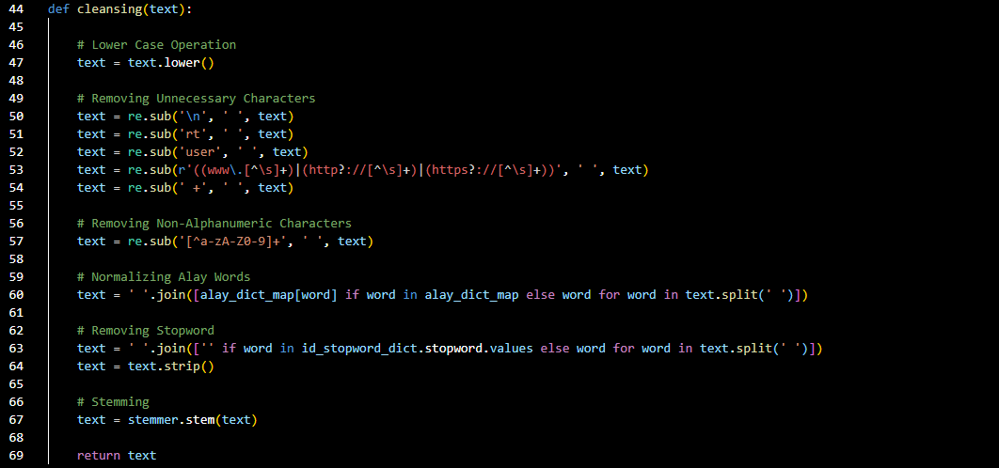 44 def cleansing(text):
45
46     # Lower Case Operation
47     text = text.lower()
48
49     # Removing Unnecessary Characters
50     text = re.sub('\n', ' ', text)
51     text = re.sub('rt', ' ', text)
52     text = re.sub('user', ' ', text)
53     text = re.sub(r'((www\.[^\s]+)|(http?://[^\s]+)|(https?://[^\s]+))', ' ', text)
54     text = re.sub(' +', ' ', text)
55
56     # Removing Non-Alphanumeric Characters
57     text = re.sub('[^a-zA-Z0-9]+', ' ', text)
58
59     # Normalizing Alay Words
60     text = ' '.join([alay_dict_map[word] if word in alay_dict_map else word for word in text.split(' ')])
61
62     # Removing Stopword
63     text = ' '.join(['' if word in id_stopword_dict.stopword.values else word for word in text.split(' ')])
64     text = text.strip()
65
66     # Stemming
67     text = stemmer.stem(text)
68
69     return text